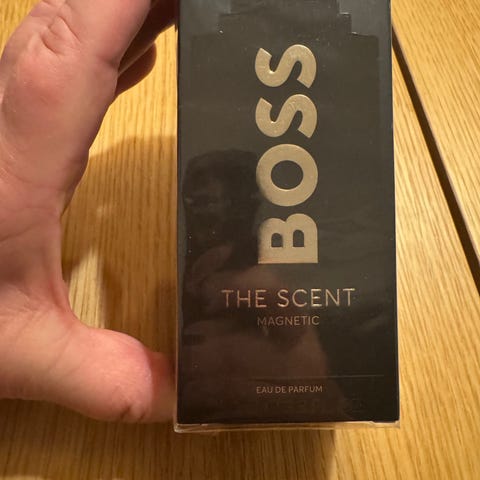 BOSS
THE SCENT
MAGNETIC
EAU DE PARFUM